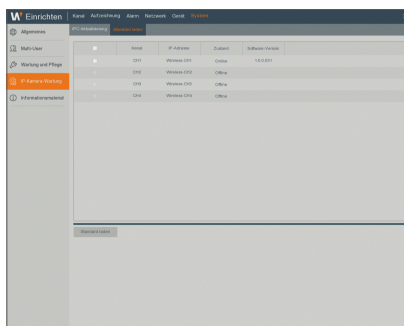 W Einrichten
Kanal Aufzeichnung Alarm Netzwerk Gerät System
Allgemeines
IPC-Aktualisierung Standard laden
Multi-User
Wartung und Pflege
IP-Kamera-Wartung
Informationsmaterial
Kanal IP-Adresse Zustand Software-Version
CH1 Wireless CH1 Online
CH2 Wireless CH2 Offline
CH3 Wireless CH3 Offline
CH4 Wireless CH4 Offline
Standard laden